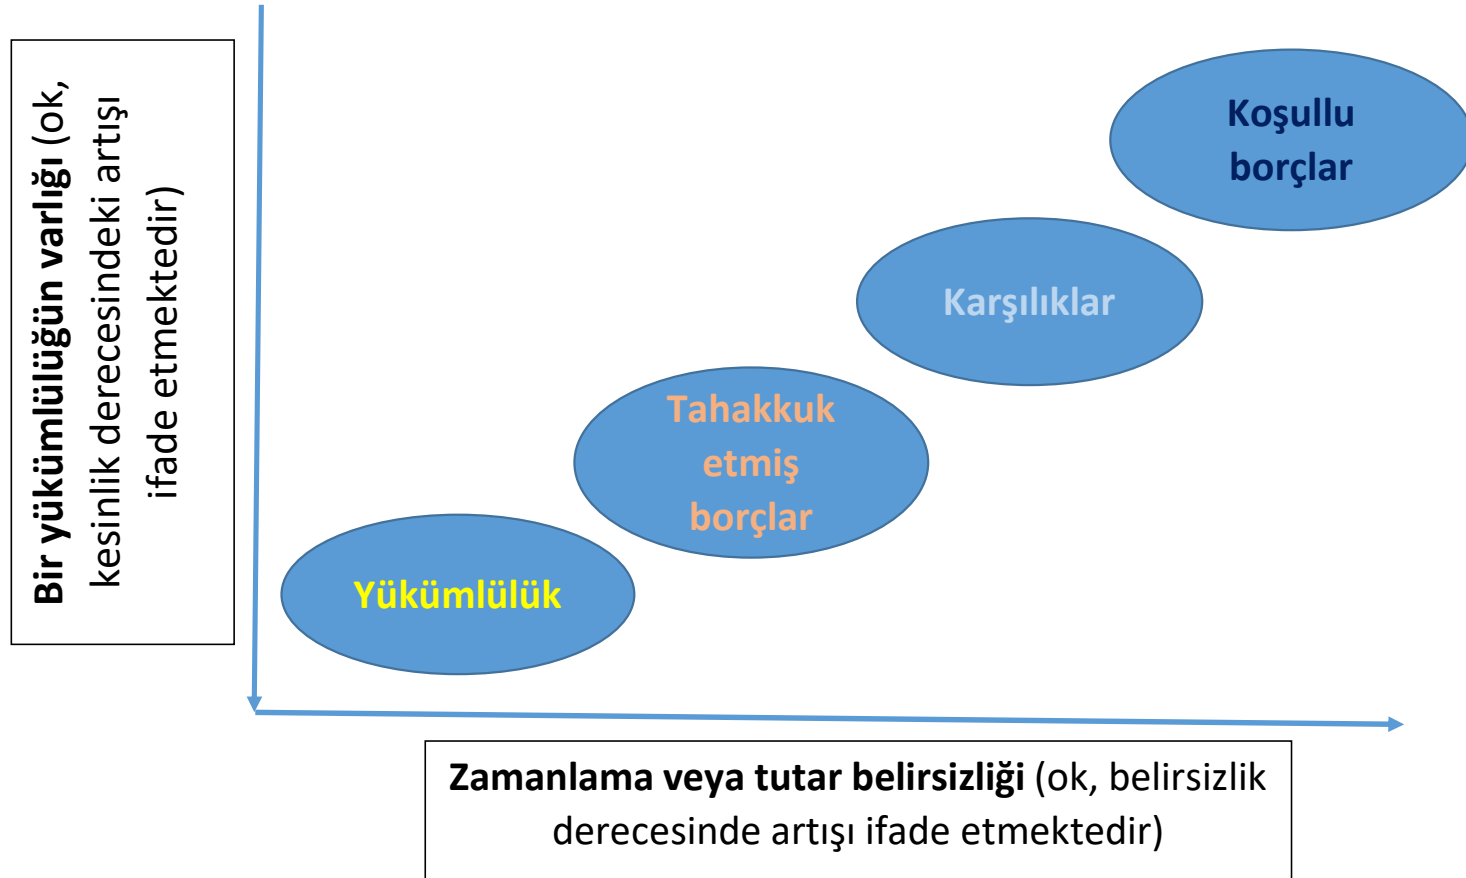 Bir yükümlülüğün varlığı (ok,
kesinlik derecesindeki artışı
ifade etmektedir)
Koşullu
borçlar
Karşılıklar
Tahakkuk
etmiş
borçlar
Yükümlülük
Zamanlama veya tutar belirsizliği (ok, belirsizlik
derecesinde artışı ifade etmektedir)